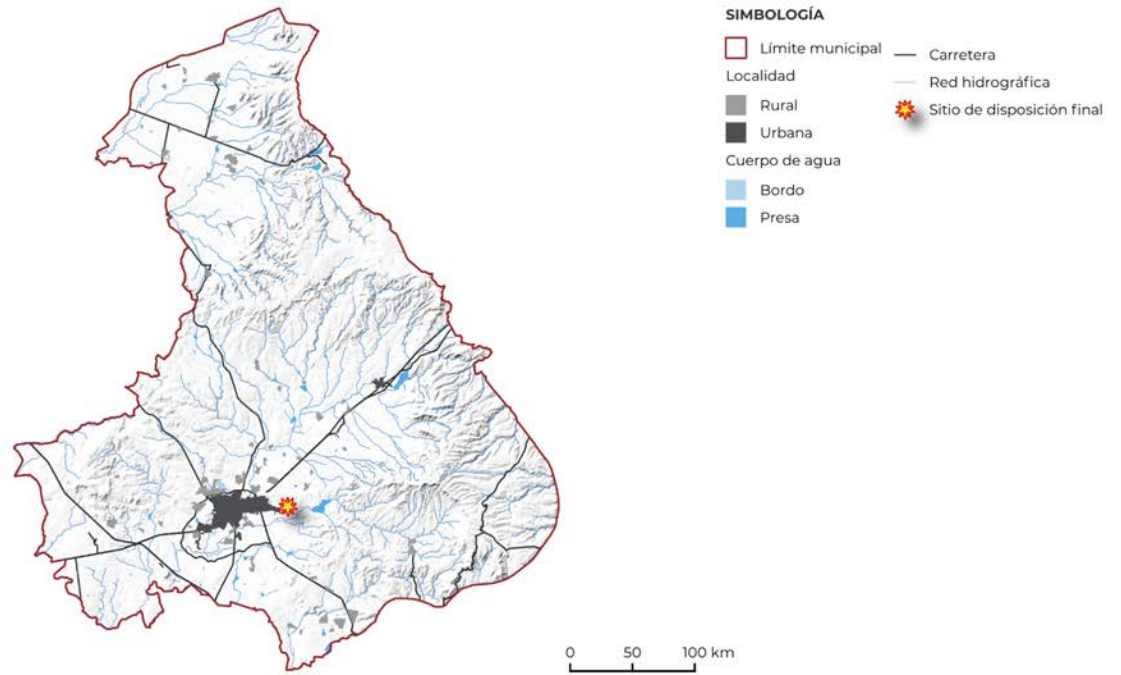 SIMBOLOGÍA
Límite municipal
Localidad
Rural
Urbana
Cuerpo de agua
Bordo
Presa
Carretera
Red hidrográfica
Sitio de disposición final
0 50 100 km